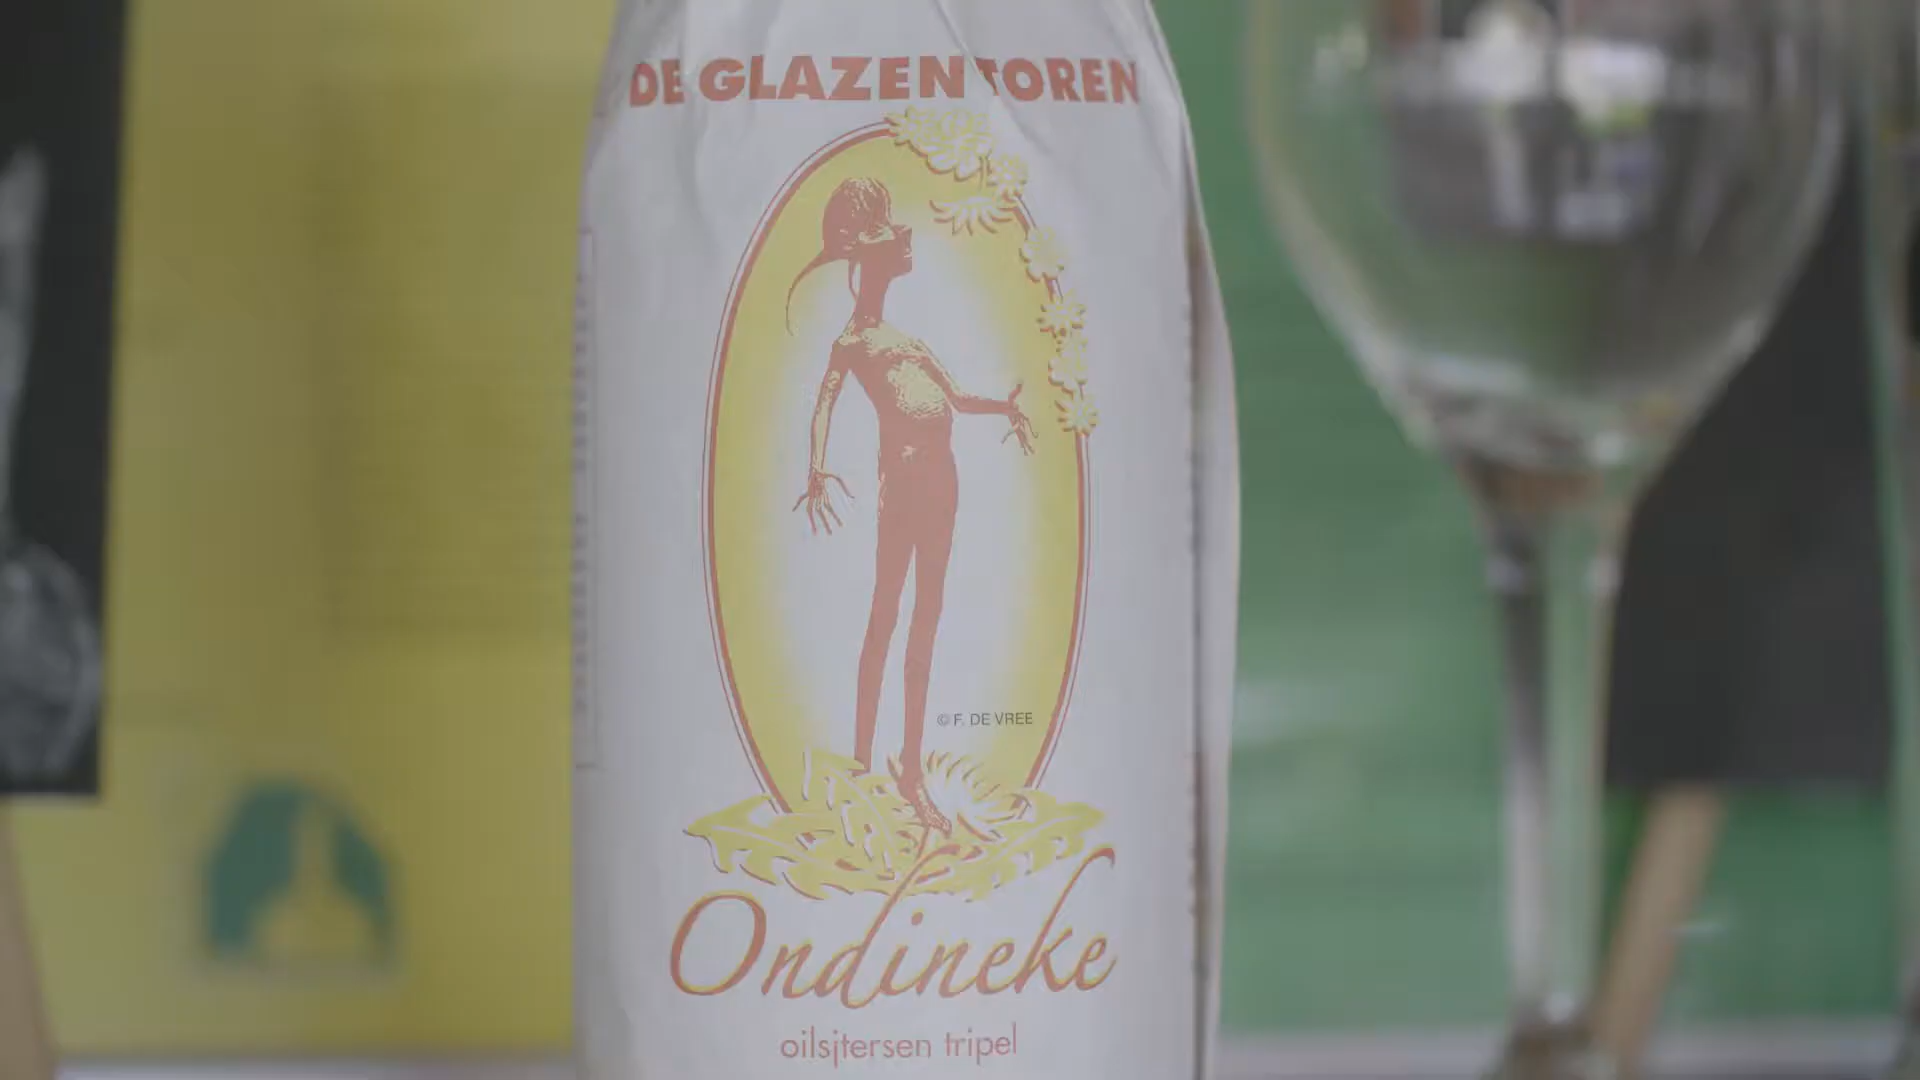 DE GLAZEN TOREN
© F. DE VREE
Ondineke
oilsjtersen tripel